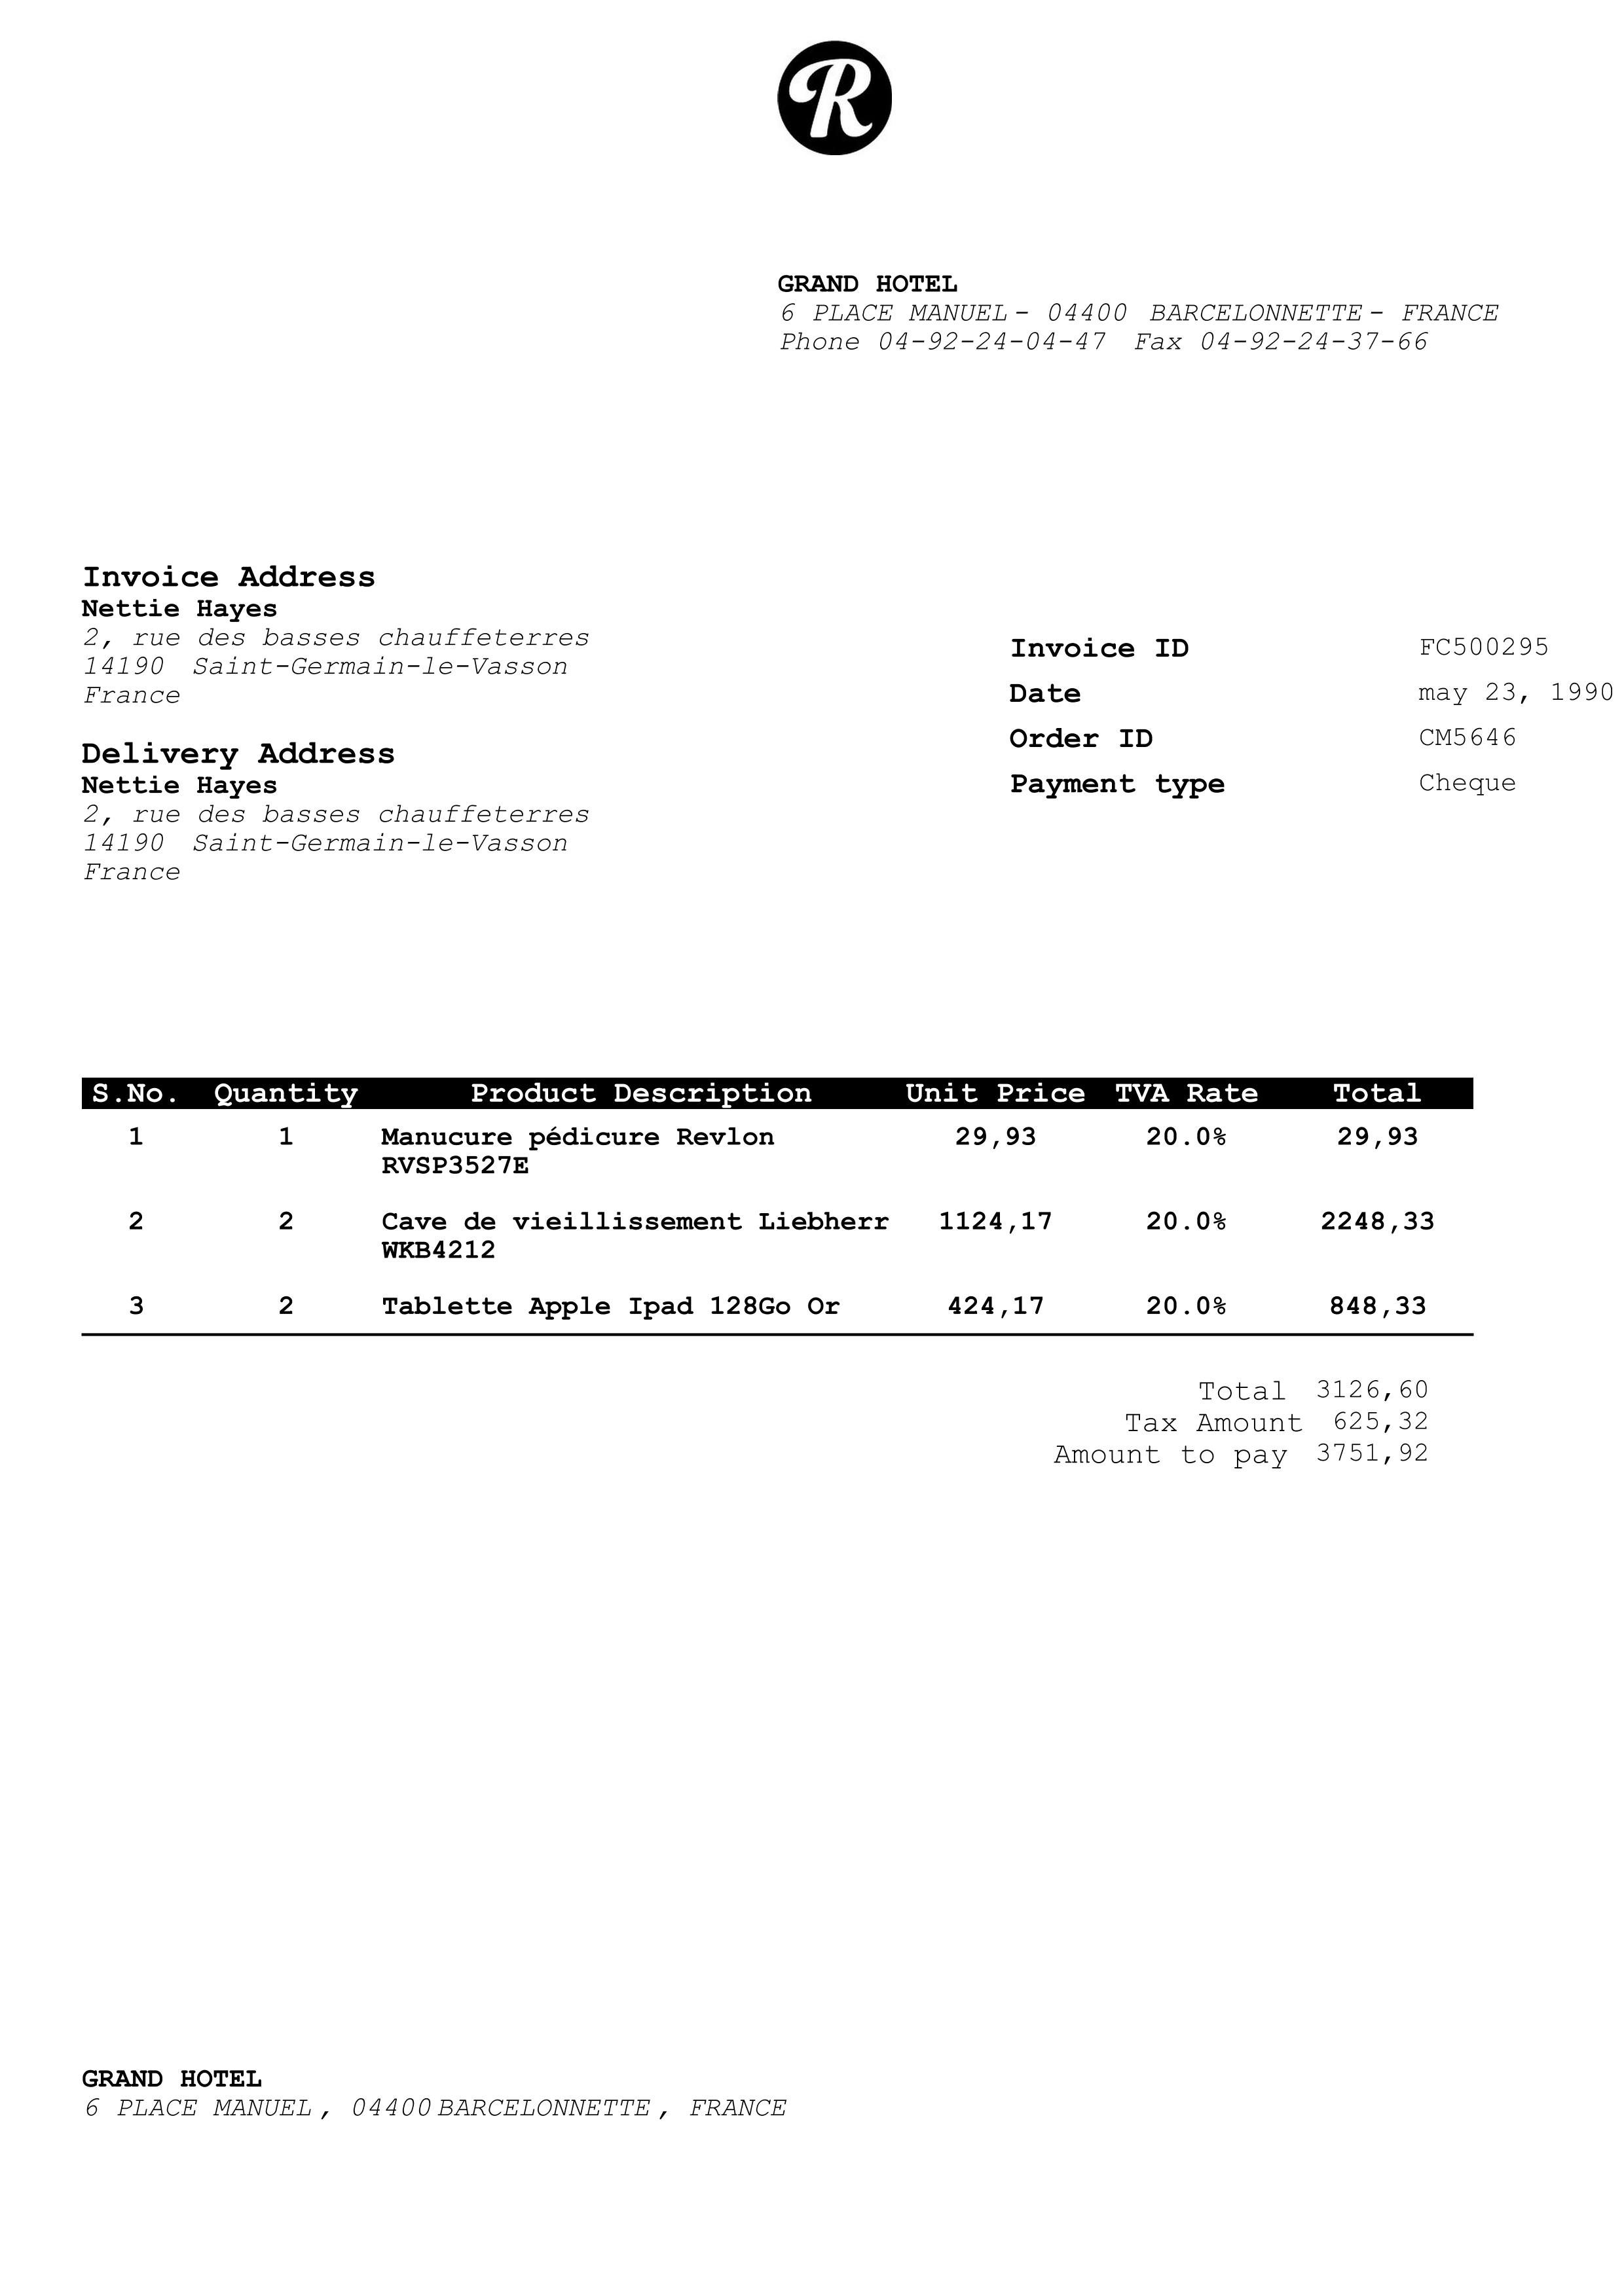 R
GRAND HOTEL
6 PLACE MANUEL - 04400 BARCELONNETTE - FRANCE
Phone 04-92-24-04-47 Fax 04-92-24-37-66
Invoice Address
Nettie Hayes
2, rue des basses chauffeterres
14190 Saint-Germain-le-Vasson
France
Invoice ID FC500295
Date may 23, 1990
Order ID CM5646
Payment type Cheque
Delivery Address
Nettie Hayes
2, rue des basses chauffeterres
14190 Saint-Germain-le-Vasson
France
S.No. Quantity Product Description Unit Price TVA Rate Total
1 1 Manucure pédicure Revlon 29,93 20.0% 29,93
RVSP3527E
2 2 Cave de vieillissement Liebherr 1124,17 20.0% 2248,33
WKB4212
3 2 Tablette Apple Ipad 128Go Or 424,17 20.0% 848,33
Total 3126,60
Tax Amount 625,32
Amount to pay 3751,92
GRAND HOTEL
6 PLACE MANUEL , 04400 BARCELONNETTE , FRANCE